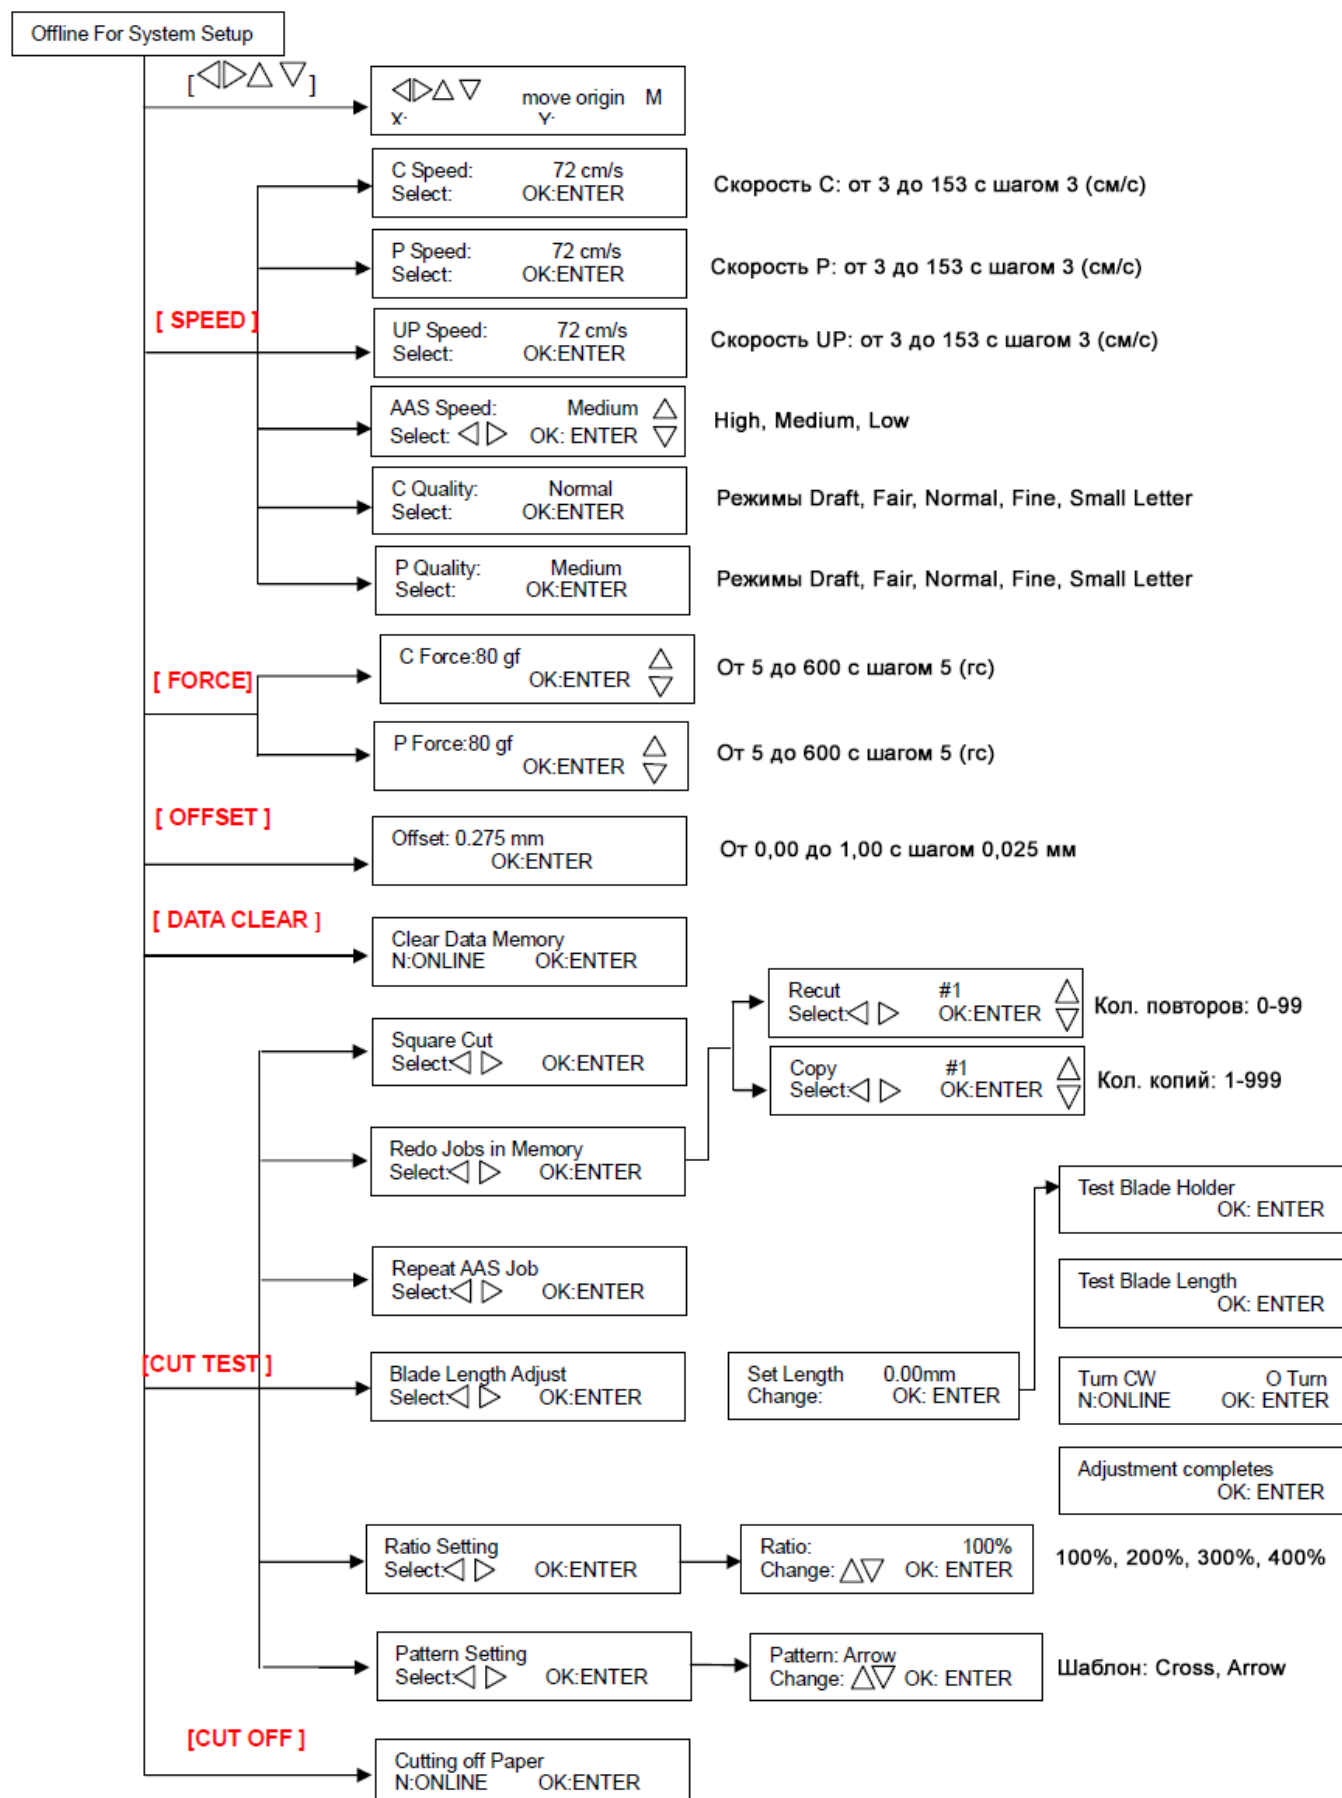 Offline For System Setup
[◁▷△ ▽]
◁▷△ ▽ move origin M
X: Y:
C Speed: 72 cm/s
Select: OK:ENTER
Скорость C: от 3 до 153 с шагом 3 (см/с)
P Speed: 72 cm/s
Select: OK:ENTER
Скорость P: от 3 до 153 с шагом 3 (см/с)
[ SPEED ]
UP Speed: 72 cm/s
Select: OK:ENTER
Скорость UP: от 3 до 153 с шагом 3 (см/с)
AAS Speed: Medium △
Select: ◁ ▷ OK: ENTER ▽
High, Medium, Low
C Quality: Normal
Select: OK:ENTER
Режимы Draft, Fair, Normal, Fine, Small Letter
P Quality: Medium
Select: OK:ENTER
Режимы Draft, Fair, Normal, Fine, Small Letter
[ FORCE]
C Force:80 gf △
OK:ENTER ▽
От 5 до 600 с шагом 5 (гс)
P Force:80 gf △
OK:ENTER ▽
От 5 до 600 с шагом 5 (гс)
[ OFFSET ]
Offset: 0.275 mm
OK:ENTER
От 0,00 до 1,00 с шагом 0,025 мм
[ DATA CLEAR ]
Clear Data Memory
N:ONLINE OK:ENTER
Recut #1 △
Select:◁ ▷ OK:ENTER ▽
Кол. повторов: 0-99
Square Cut
Select:◁ ▷ OK:ENTER
Copy #1 △
Select:◁ ▷ OK:ENTER ▽
Кол. копий: 1-999
Redo Jobs in Memory
Select:◁ ▷ OK:ENTER
Test Blade Holder
OK: ENTER
Repeat AAS Job
Select:◁ ▷ OK:ENTER
Test Blade Length
OK: ENTER
[CUT TEST ]
Blade Length Adjust
Select:◁ ▷ OK:ENTER
Set Length 0.00mm
Change: OK: ENTER
Turn CW O Turn
N:ONLINE OK: ENTER
Adjustment completes
OK: ENTER
Ratio Setting
Select:◁ ▷ OK:ENTER
Ratio: 100%
Change: △▽ OK: ENTER
100%, 200%, 300%, 400%
Pattern Setting
Select:◁ ▷ OK:ENTER
Pattern: Arrow
Change: △▽ OK: ENTER
Шаблон: Cross, Arrow
[CUT OFF ]
Cutting off Paper
N:ONLINE OK:ENTER